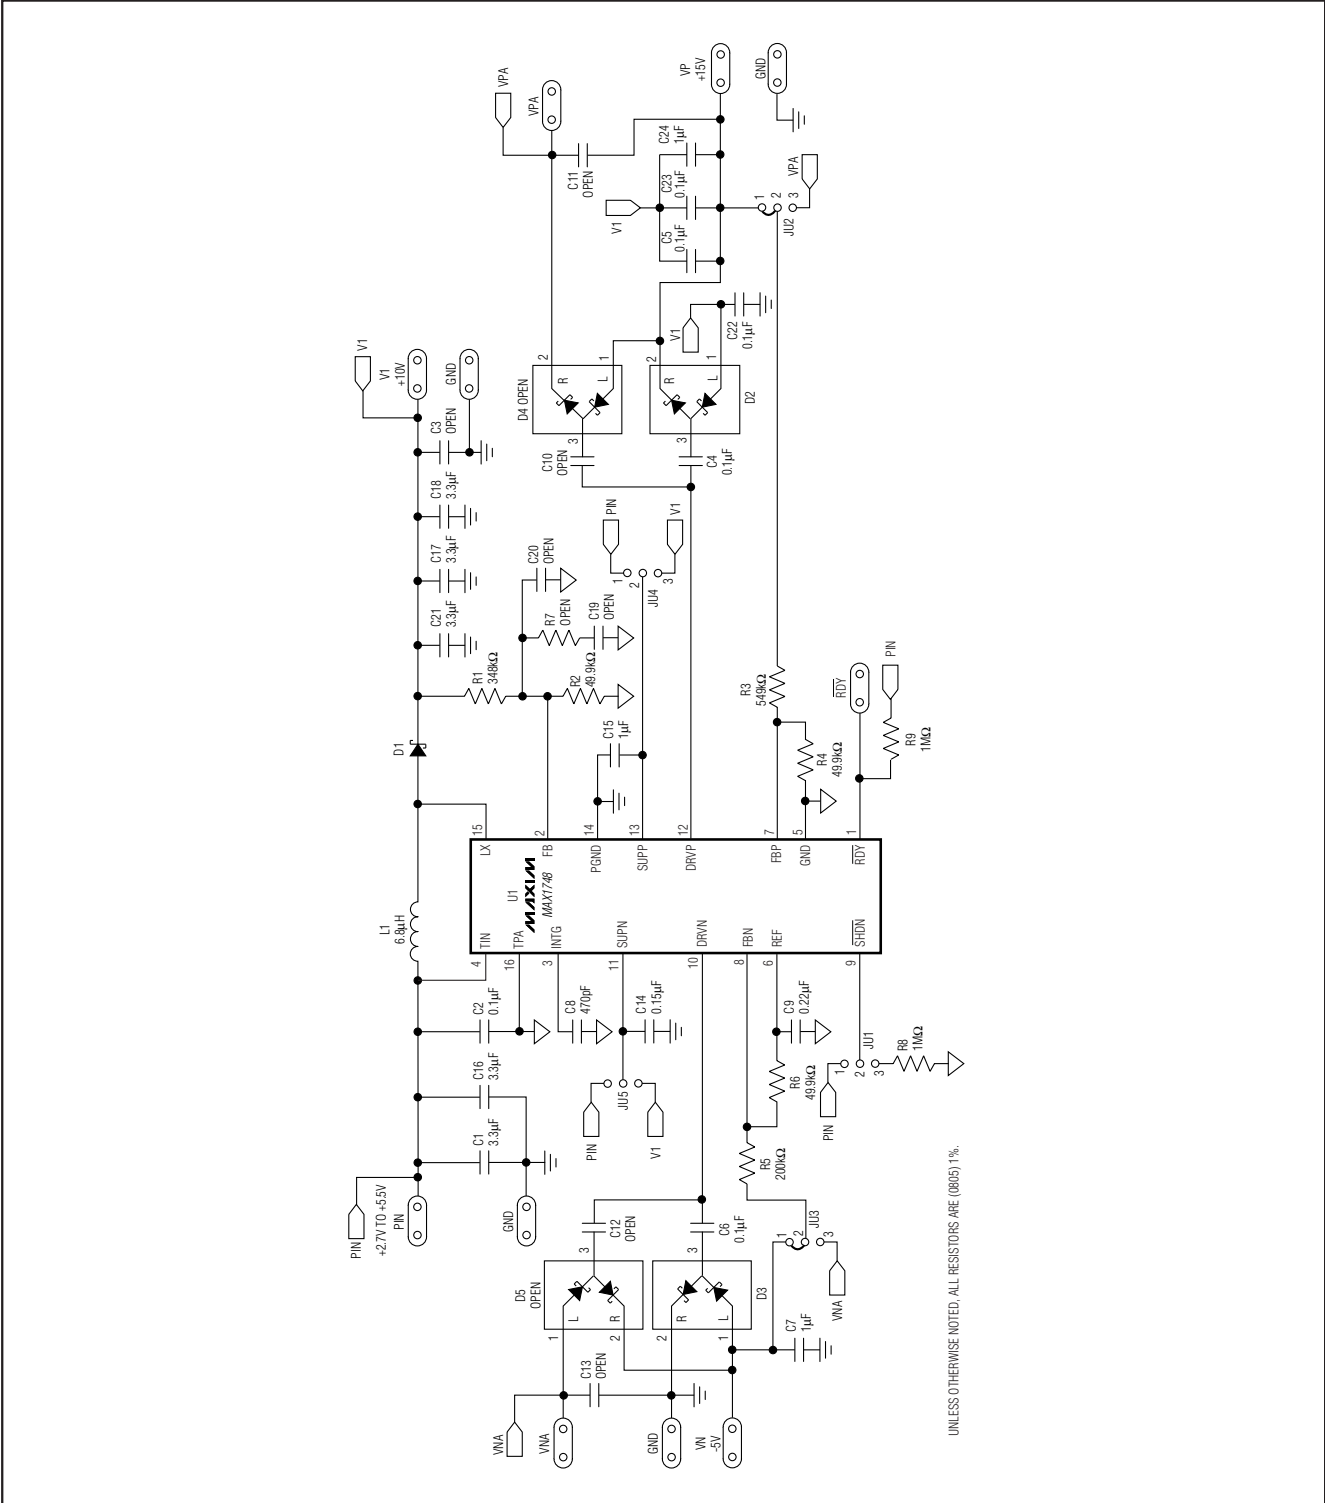 PIN
+2.7V TO +5.5V
PIN
GND
C1
3.3µF
C16
3.3µF
C2
0.1µF
L1
6.8µH
D1
R1
348kΩ
C21
3.3µF
C17
3.3µF
C18
3.3µF
C3
OPEN
V1
V1
+10V
GND
4
TIN
16
TPA
3
INTG
11
SUPN
10
DRVN
8
FBN
6
REF
9
SHDN
U1
MAXIM
MAX1748
LX
15
FB
2
PGND
14
SUPP
13
DRVP
12
FBP
7
GND
5
RDY
1
C8
470pF
C14
0.15µF
PIN
JU5
V1
R2
49.9kΩ
R7
OPEN
C19
OPEN
C20
OPEN
C15
1µF
PIN
1
2
3
JU4
V1
VNA
VNA
C13
OPEN
GND
VN
-5V
D5
OPEN
1
L
R
2
3
C12
OPEN
2
R
L
1
3
D3
C6
0.1µF
C7
1µF
1
2
3
JU3
VNA
R5
200kΩ
R6
49.9kΩ
C9
0.22µF
PIN
1
2
3
JU1
R8
1MΩ
C10
OPEN
3
D4 OPEN
R
L
2
1
C4
0.1µF
3
R
L
2
1
D2
V1
C22
0.1µF
C11
OPEN
VPA
VPA
V1
C5
0.1µF
C23
0.1µF
C24
1µF
VP
+15V
GND
1
2
3
JU2
VPA
R3
549kΩ
R4
49.9kΩ
RDY
R9
1MΩ
PIN
UNLESS OTHERWISE NOTED, ALL RESISTORS ARE (0805) 1%.